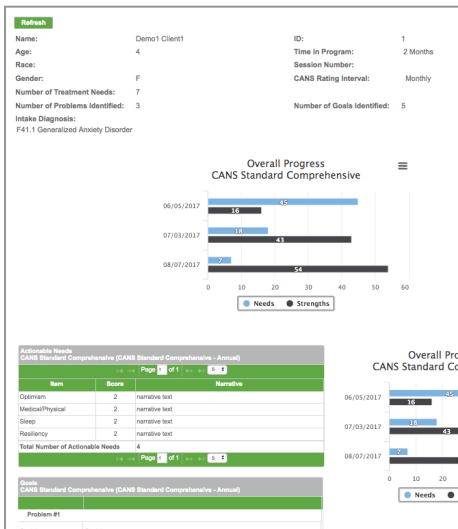 Refresh
Name: Demo1 Client1 ID: 1
Age: 4 Time in Program: 2 Months
Race: Session Number:
Gender: F CANS Rating Interval: Monthly
Number of Treatment Needs: 7
Number of Problems Identified: 3 Number of Goals Identified: 5
Intake Diagnosis:
F41.1 Generalized Anxiety Disorder
Overall Progress
CANS Standard Comprehensive
06/05/2017 45
16
07/03/2017 18
43
08/07/2017 7
54
0 10 20 30 40 50 60
Needs Strengths
Actionable Needs
CANS Standard Comprehensive (CANS Standard Comprehensive - Annual)
Page 1 of 1 5
Item Score Narrative
Optimism 2 narrative text
Medical/Physical 2 narrative text
Sleep 2 narrative text
Resiliency 2 narrative text
Total Number of Actionable Needs 4
Page 1 of 1 5
Overall Pro
CANS Standard Co
06/05/2017 45
16
07/03/2017 18
43
08/07/2017 7
0 10 20
Needs
Goals
CANS Standard Comprehensive (CANS Standard Comprehensive - Annual)
Problem #1